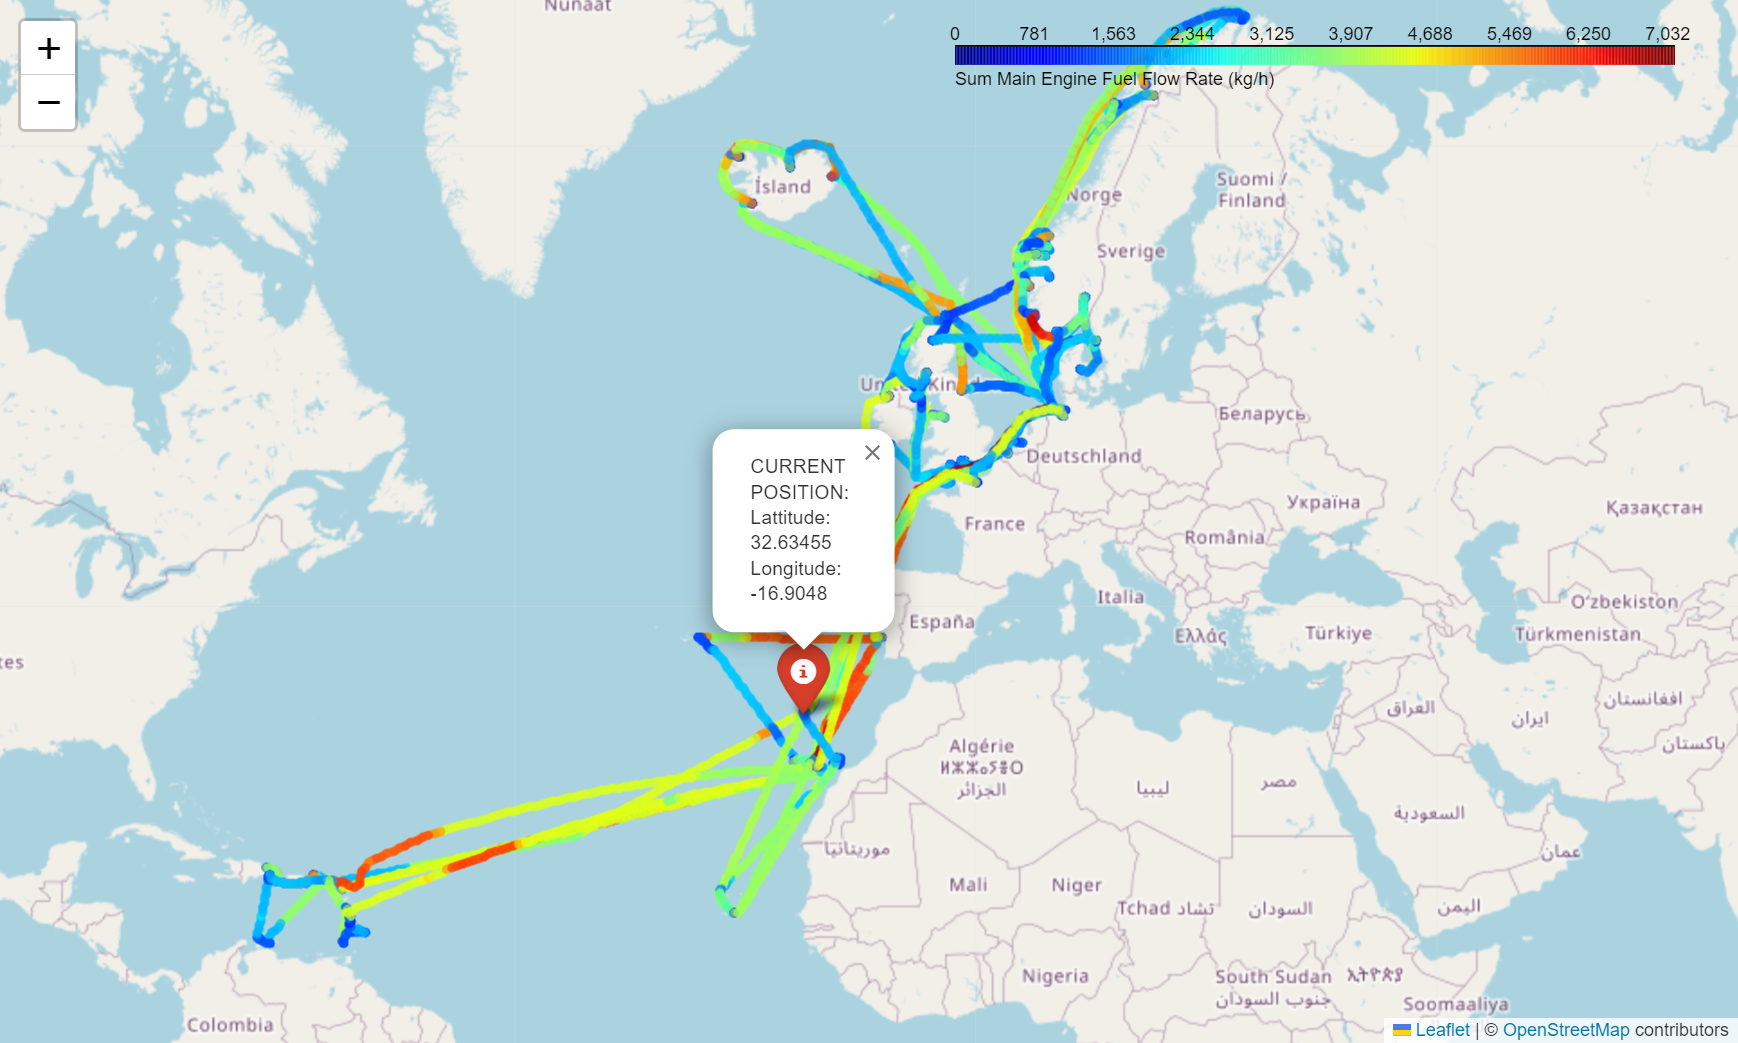 Nunaat
+
−
0 781 1,563 2,344 3,125 3,907 4,688 5,469 6,250 7,032
Sum Main Engine Fuel Flow Rate (kg/h)
Ísland
Norge
Suomi /
Finland
Sverige
Беларусь
Deutschland
CURRENT
POSITION:
Lattitude:
32.63455
Longitude:
-16.9048
×
Україна
Қазақстан
France
România
Italia
Oʻzbekiston
España
Ελλάς
Türkiye
Türkmenistan
tes
افغانستان
العراق
ایران
پاکستان
Algérie
ⵍⵣⵣⴰⵢⴻⵔ
الجزائر
ليبيا
مصر
السعودية
موريتانيا
عمان
Mali
Niger
Tchad تشاد
السودان
اليمن
Nigeria
South Sudan
جنوب السودان
ኢትዮጵያ
Soomaaliya
Colombia
Leaflet | © OpenStreetMap contributors